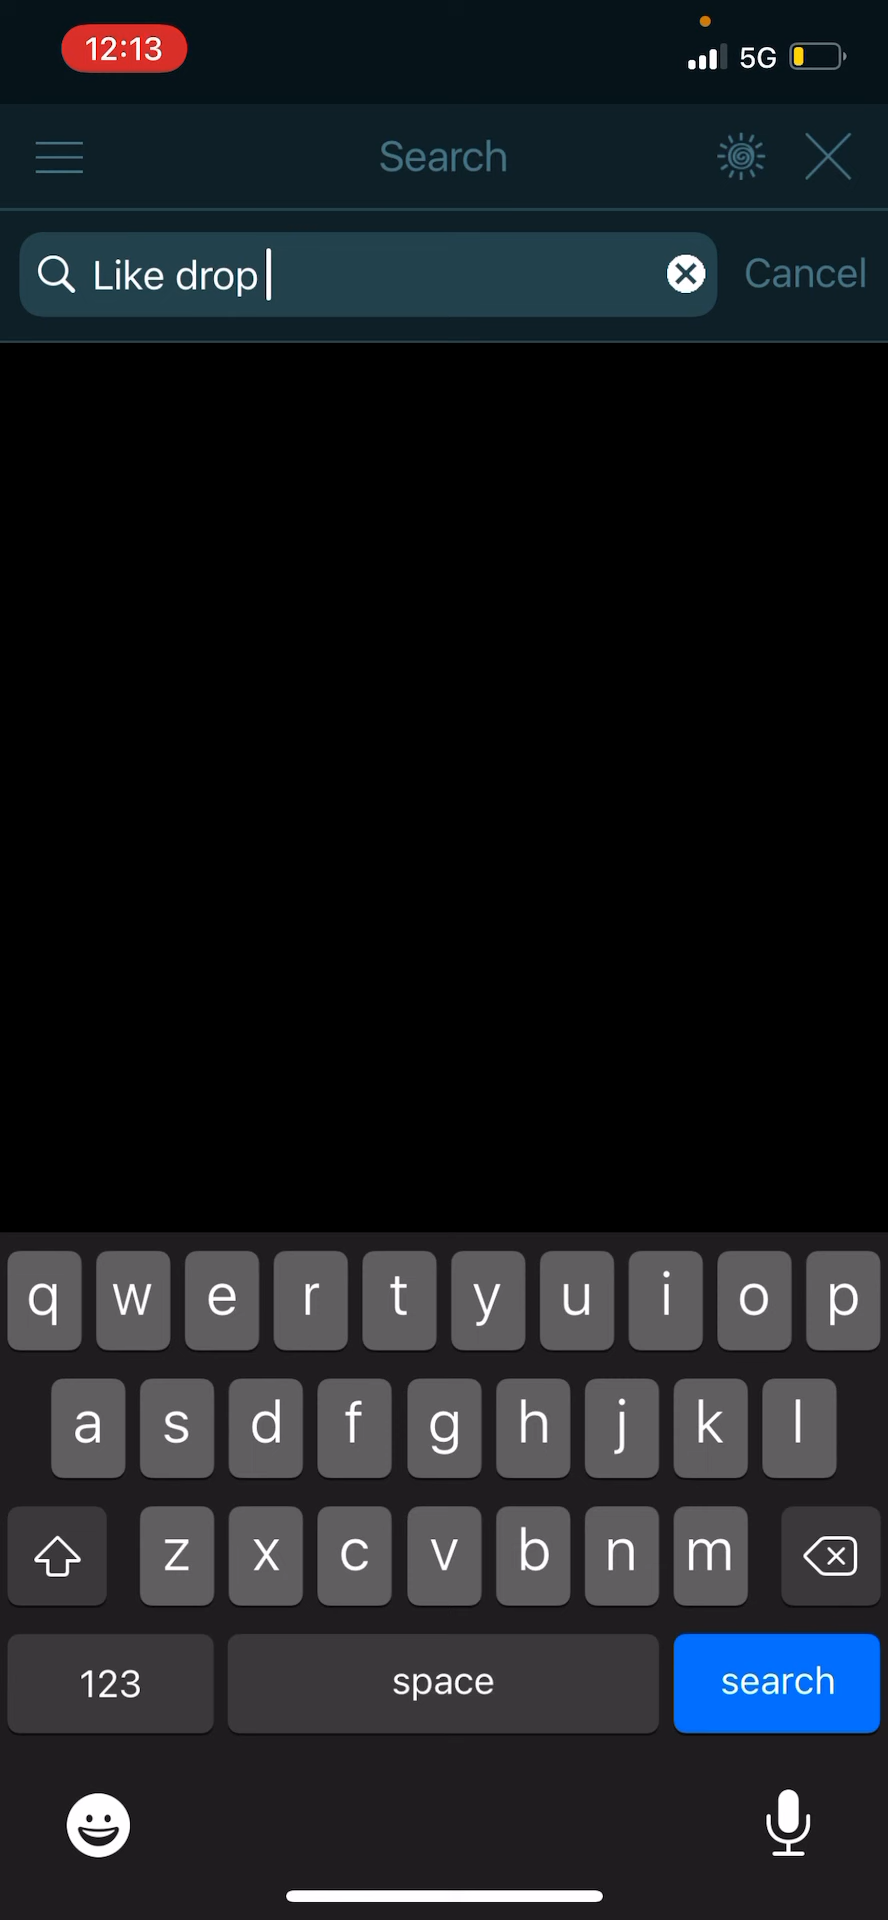 12:13
5G
Search
Like drop
Cancel
q w e r t y u i o p
a s d f g h j k l
z x c v b n m
123 space search